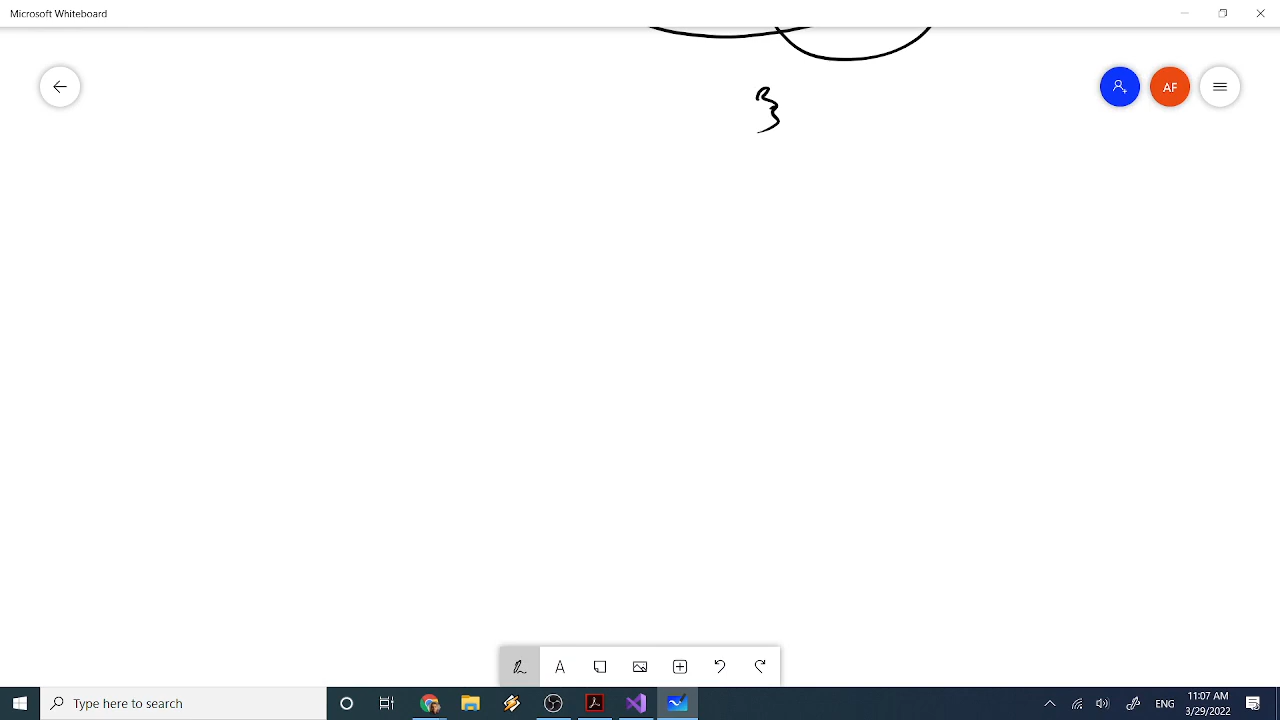 Microsoft Whiteboard
AF
Type here to search
ENG
11:07 AM
3/29/2022